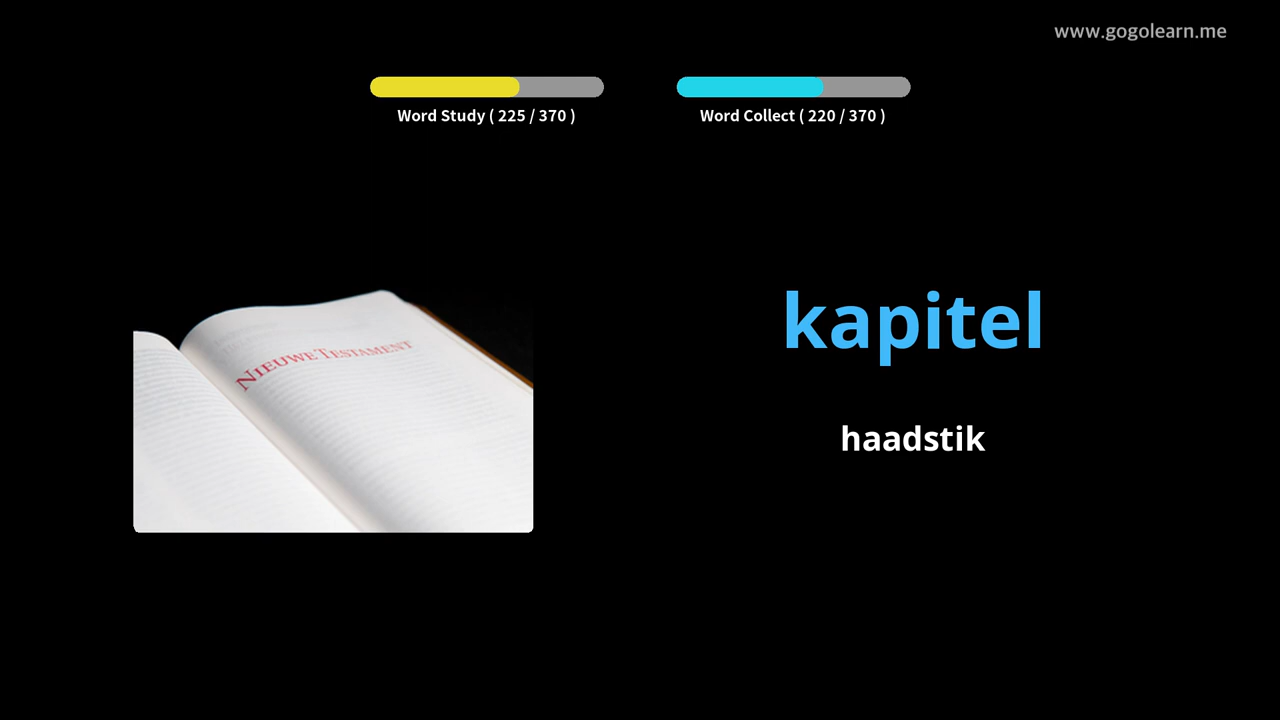 www.gogolearn.me
Word Study ( 225 / 370 )
Word Collect ( 220 / 370 )
NIEUWE TESTAMENT
kapitel
haadstik